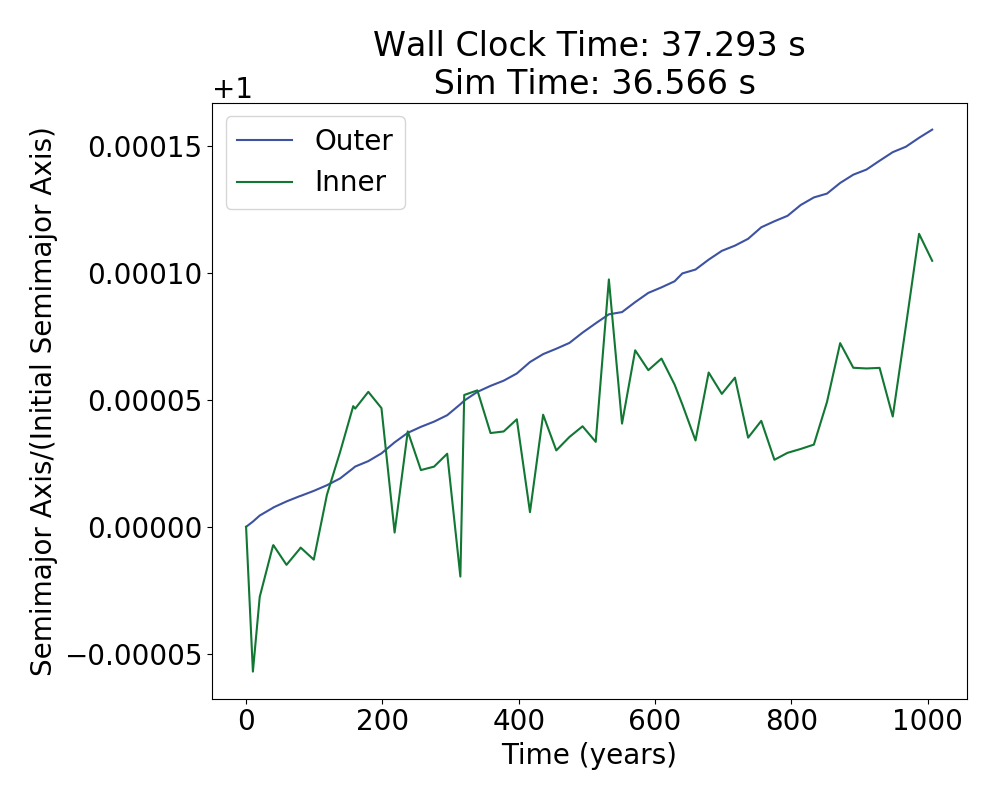 Wall Clock Time: 37.293 s
Sim Time: 36.566 s
+1
Outer
Inner
0.00015
0.00010
0.00005
0.00000
−0.00005
Semimajor Axis/(Initial Semimajor Axis)
0 200 400 600 800 1000
Time (years)